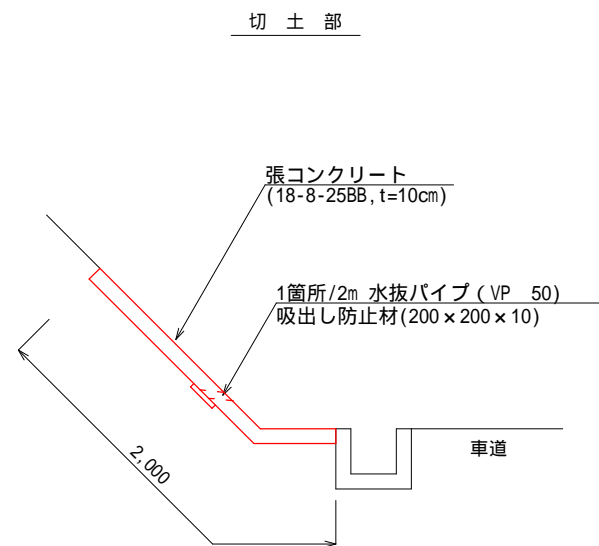 切 土 部
張コンクリート
(18-8-25BB,t=10cm)
1箇所/2m 水抜パイプ(VP 50)
吸出し防止材(200×200×10)
車道
2,000